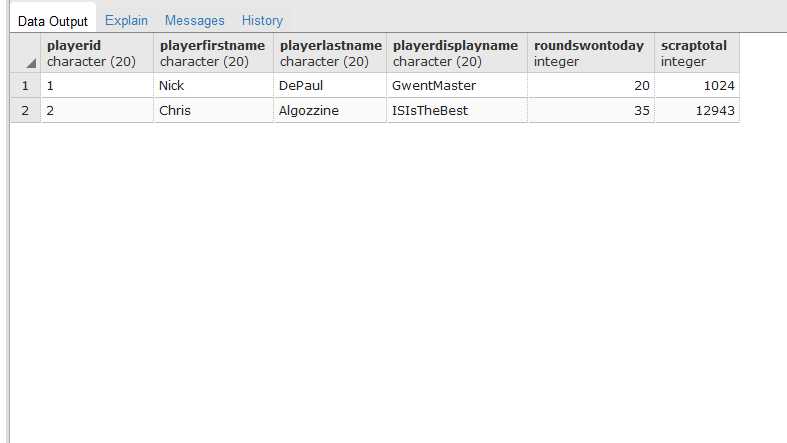 Data Output Explain Messages History
playerid playerfirstname playerlastname playerdisplayname roundswontoday scraptotal
character (20) character (20) character (20) character (20) integer integer
1 1 Nick DePaul GwentMaster 20 1024
2 2 Chris Algozzine ISIsTheBest 35 12943